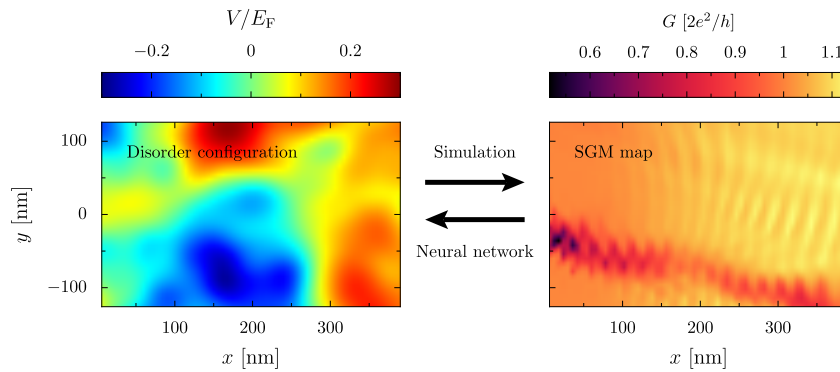 V/E_F
−0.2 0 0.2
G [2e²/h]
0.6 0.7 0.8 0.9 1 1.1
Disorder configuration
Simulation
SGM map
Neural network
y [nm]
100
0
−100
100 200 300
x [nm]
100 200 300
x [nm]